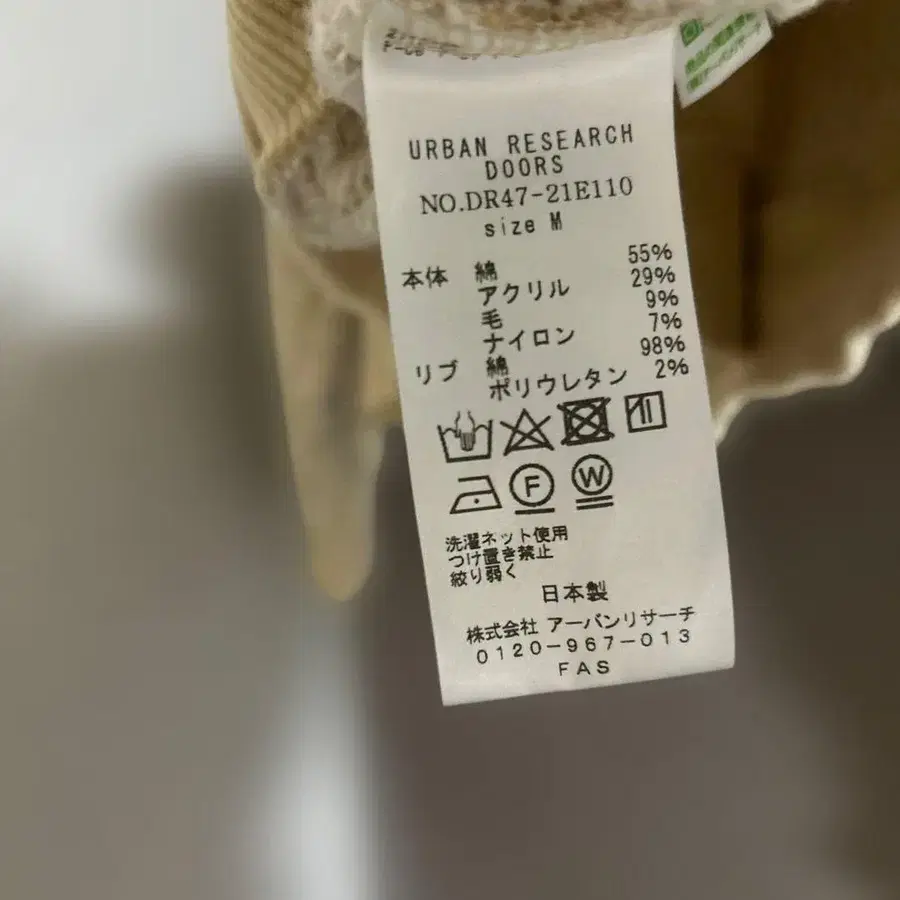 URBAN RESEARCH
DOORS
NO.DR47-21E110
size M
本体 綿 55%
アクリル 29%
毛 9%
ナイロン 7%
リブ 綿 98%
ポリウレタン 2%
F W
洗濯ネット使用
つけ置き禁止
絞り弱く
日本製
株式会社 アーバンリサーチ
0120-967-013
FAS